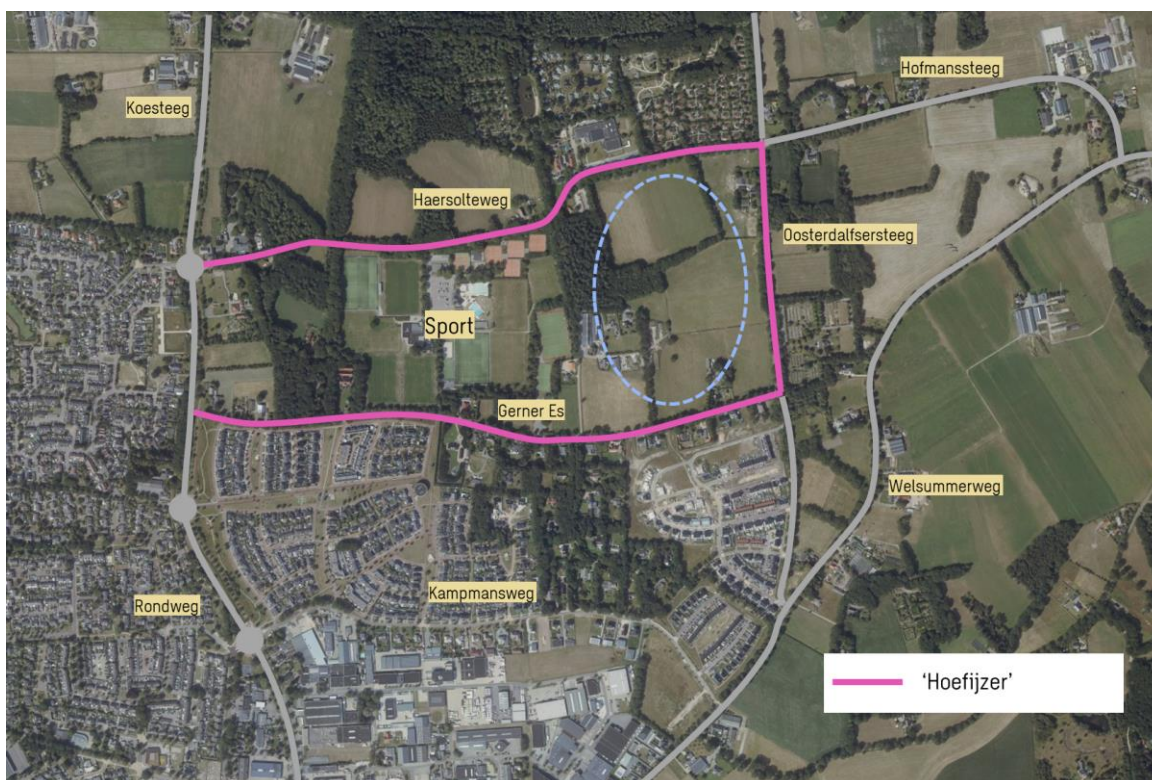 Hofmanssteeg
Koesteeg
Haersolteweg
Oosterdalfsersteeg
Sport
Gerner Es
Welsummerweg
Kampmansweg
Rondweg
'Hoefijzer'